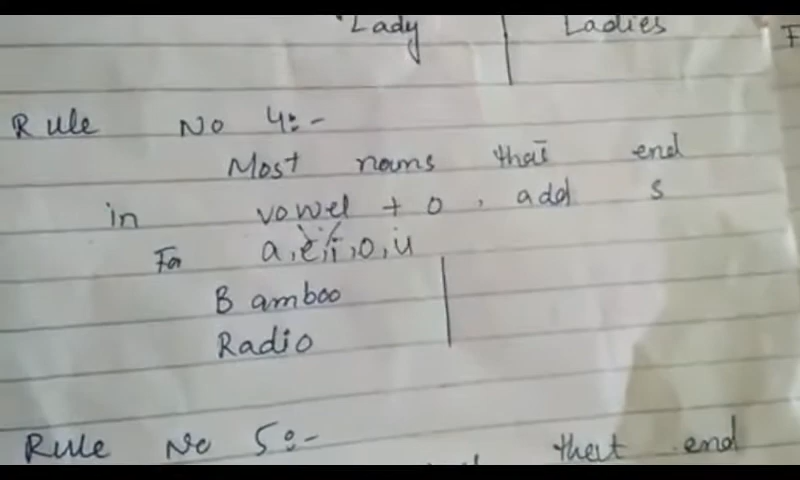 Lady Ladies
Rule No 4:-
Most nouns that end
in vowel + o, add s
a, e, i, o, u
Bamboo
Radio
Rule No 5:-
that end